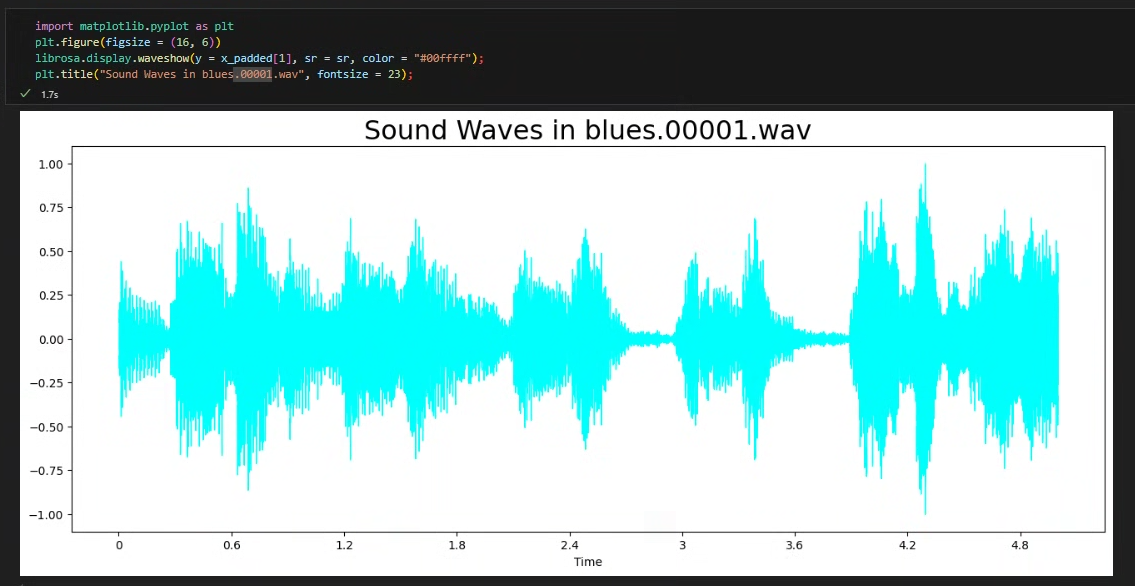 import matplotlib.pyplot as plt
plt.figure(figsize = (16, 6))
librosa.display.waveshow(y = x_padded[1], sr = sr, color = "#00ffff");
plt.title("Sound Waves in blues.00001.wav", fontsize = 23);
1.7s
Sound Waves in blues.00001.wav
1.00
0.75
0.50
0.25
0.00
−0.25
−0.50
−0.75
−1.00
0 0.6 1.2 1.8 2.4 3 3.6 4.2 4.8
Time